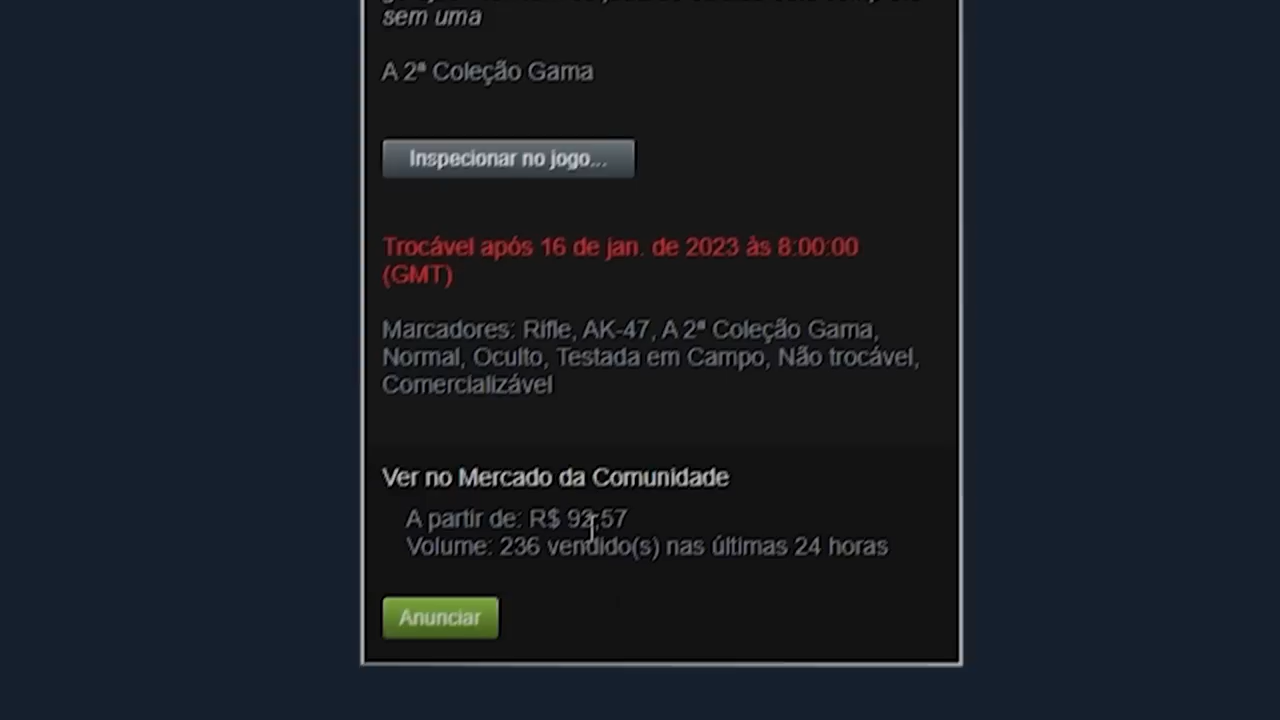 sem uma
A 2ª Coleção Gama
Inspecionar no jogo...
Trocável após 16 de jan. de 2023 às 8:00:00
(GMT)
Marcadores: Rifle, AK-47, A 2ª Coleção Gama,
Normal, Oculto, Testada em Campo, Não trocável,
Comercializável
Ver no Mercado da Comunidade
A partir de: R$ 92,57
Volume: 236 vendido(s) nas últimas 24 horas
Anunciar